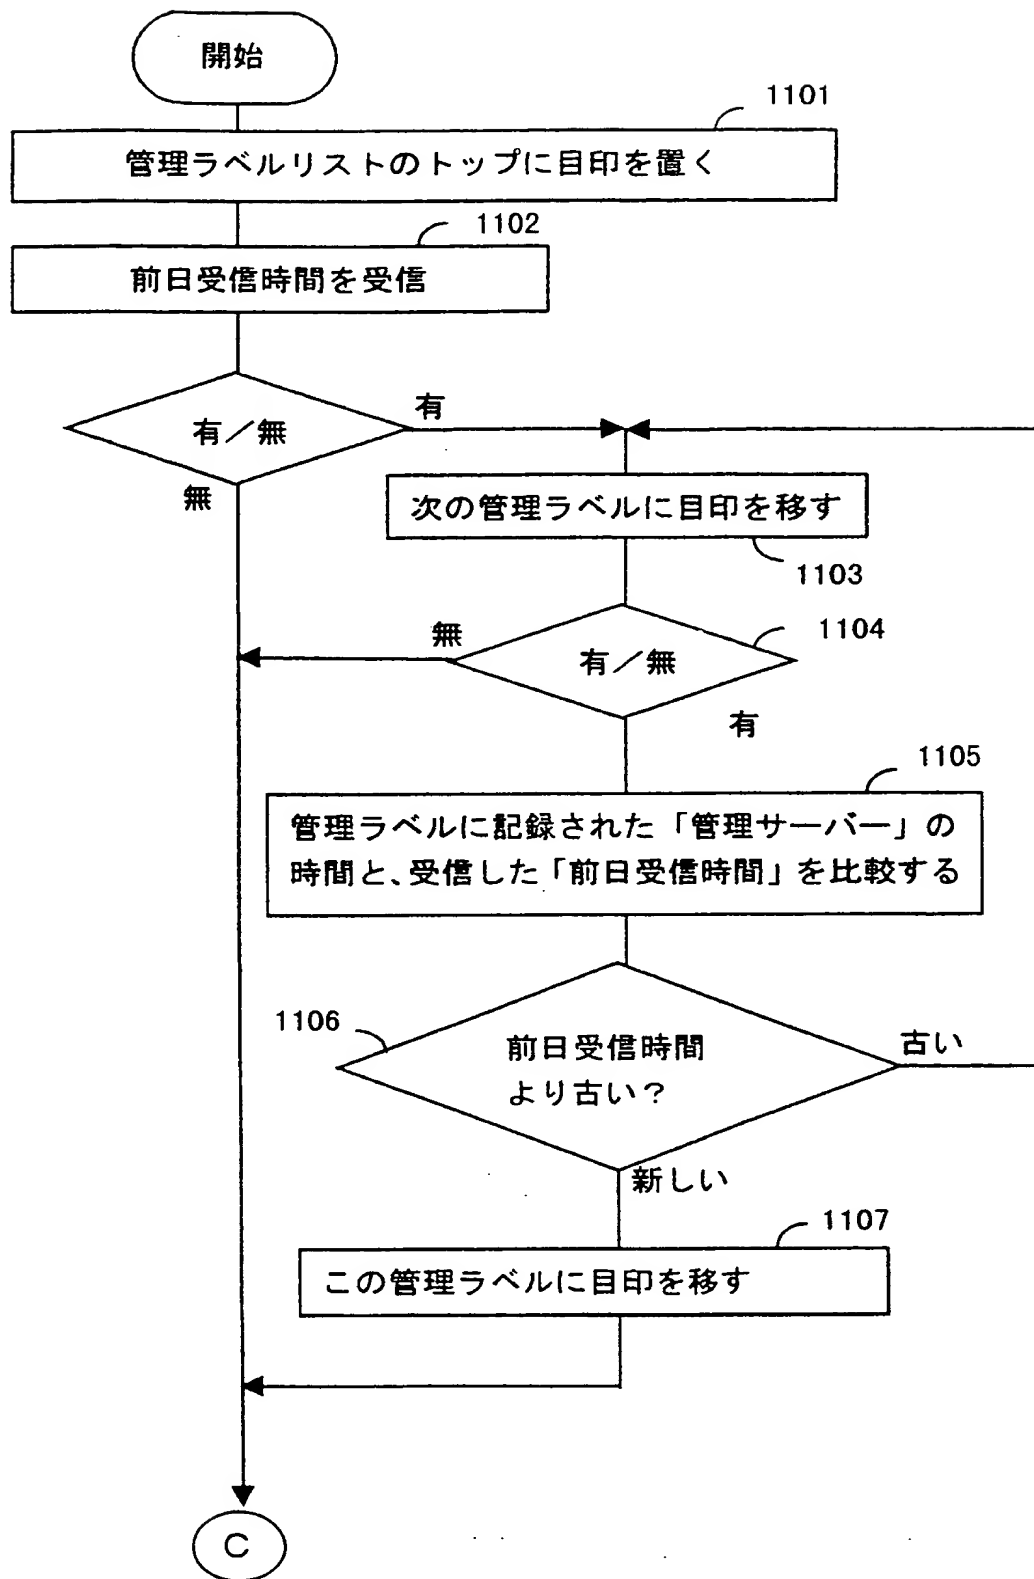 開始
1101
管理ラベルリストのトップに目印を置く
1102
前日受信時間を受信
有／無
有
無
次の管理ラベルに目印を移す
1103
無
1104
有／無
有
1105
管理ラベルに記録された「管理サーバー」の
時間と、受信した「前日受信時間」を比較する
1106
前日受信時間
より古い？
古い
新しい
1107
この管理ラベルに目印を移す
C